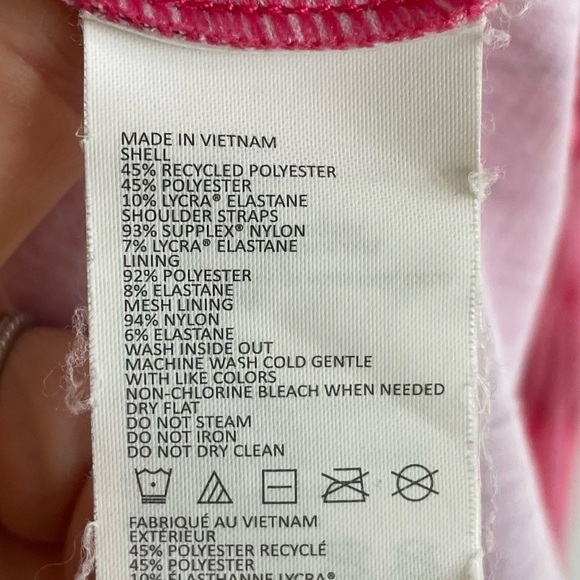 MADE IN VIETNAM
SHELL
45% RECYCLED POLYESTER
45% POLYESTER
10% LYCRA® ELASTANE
SHOULDER STRAPS
93% SUPPLEX® NYLON
7% LYCRA® ELASTANE
LINING
92% POLYESTER
8% ELASTANE
MESH LINING
94% NYLON
6% ELASTANE
WASH INSIDE OUT
MACHINE WASH COLD GENTLE
WITH LIKE COLORS
NON-CHLORINE BLEACH WHEN NEEDED
DRY FLAT
DO NOT STEAM
DO NOT IRON
DO NOT DRY CLEAN
FABRIQUÉ AU VIETNAM
EXTÉRIEUR
45% POLYESTER RECYCLÉ
45% POLYESTER
10% ÉLASTHANNE LYCRA®